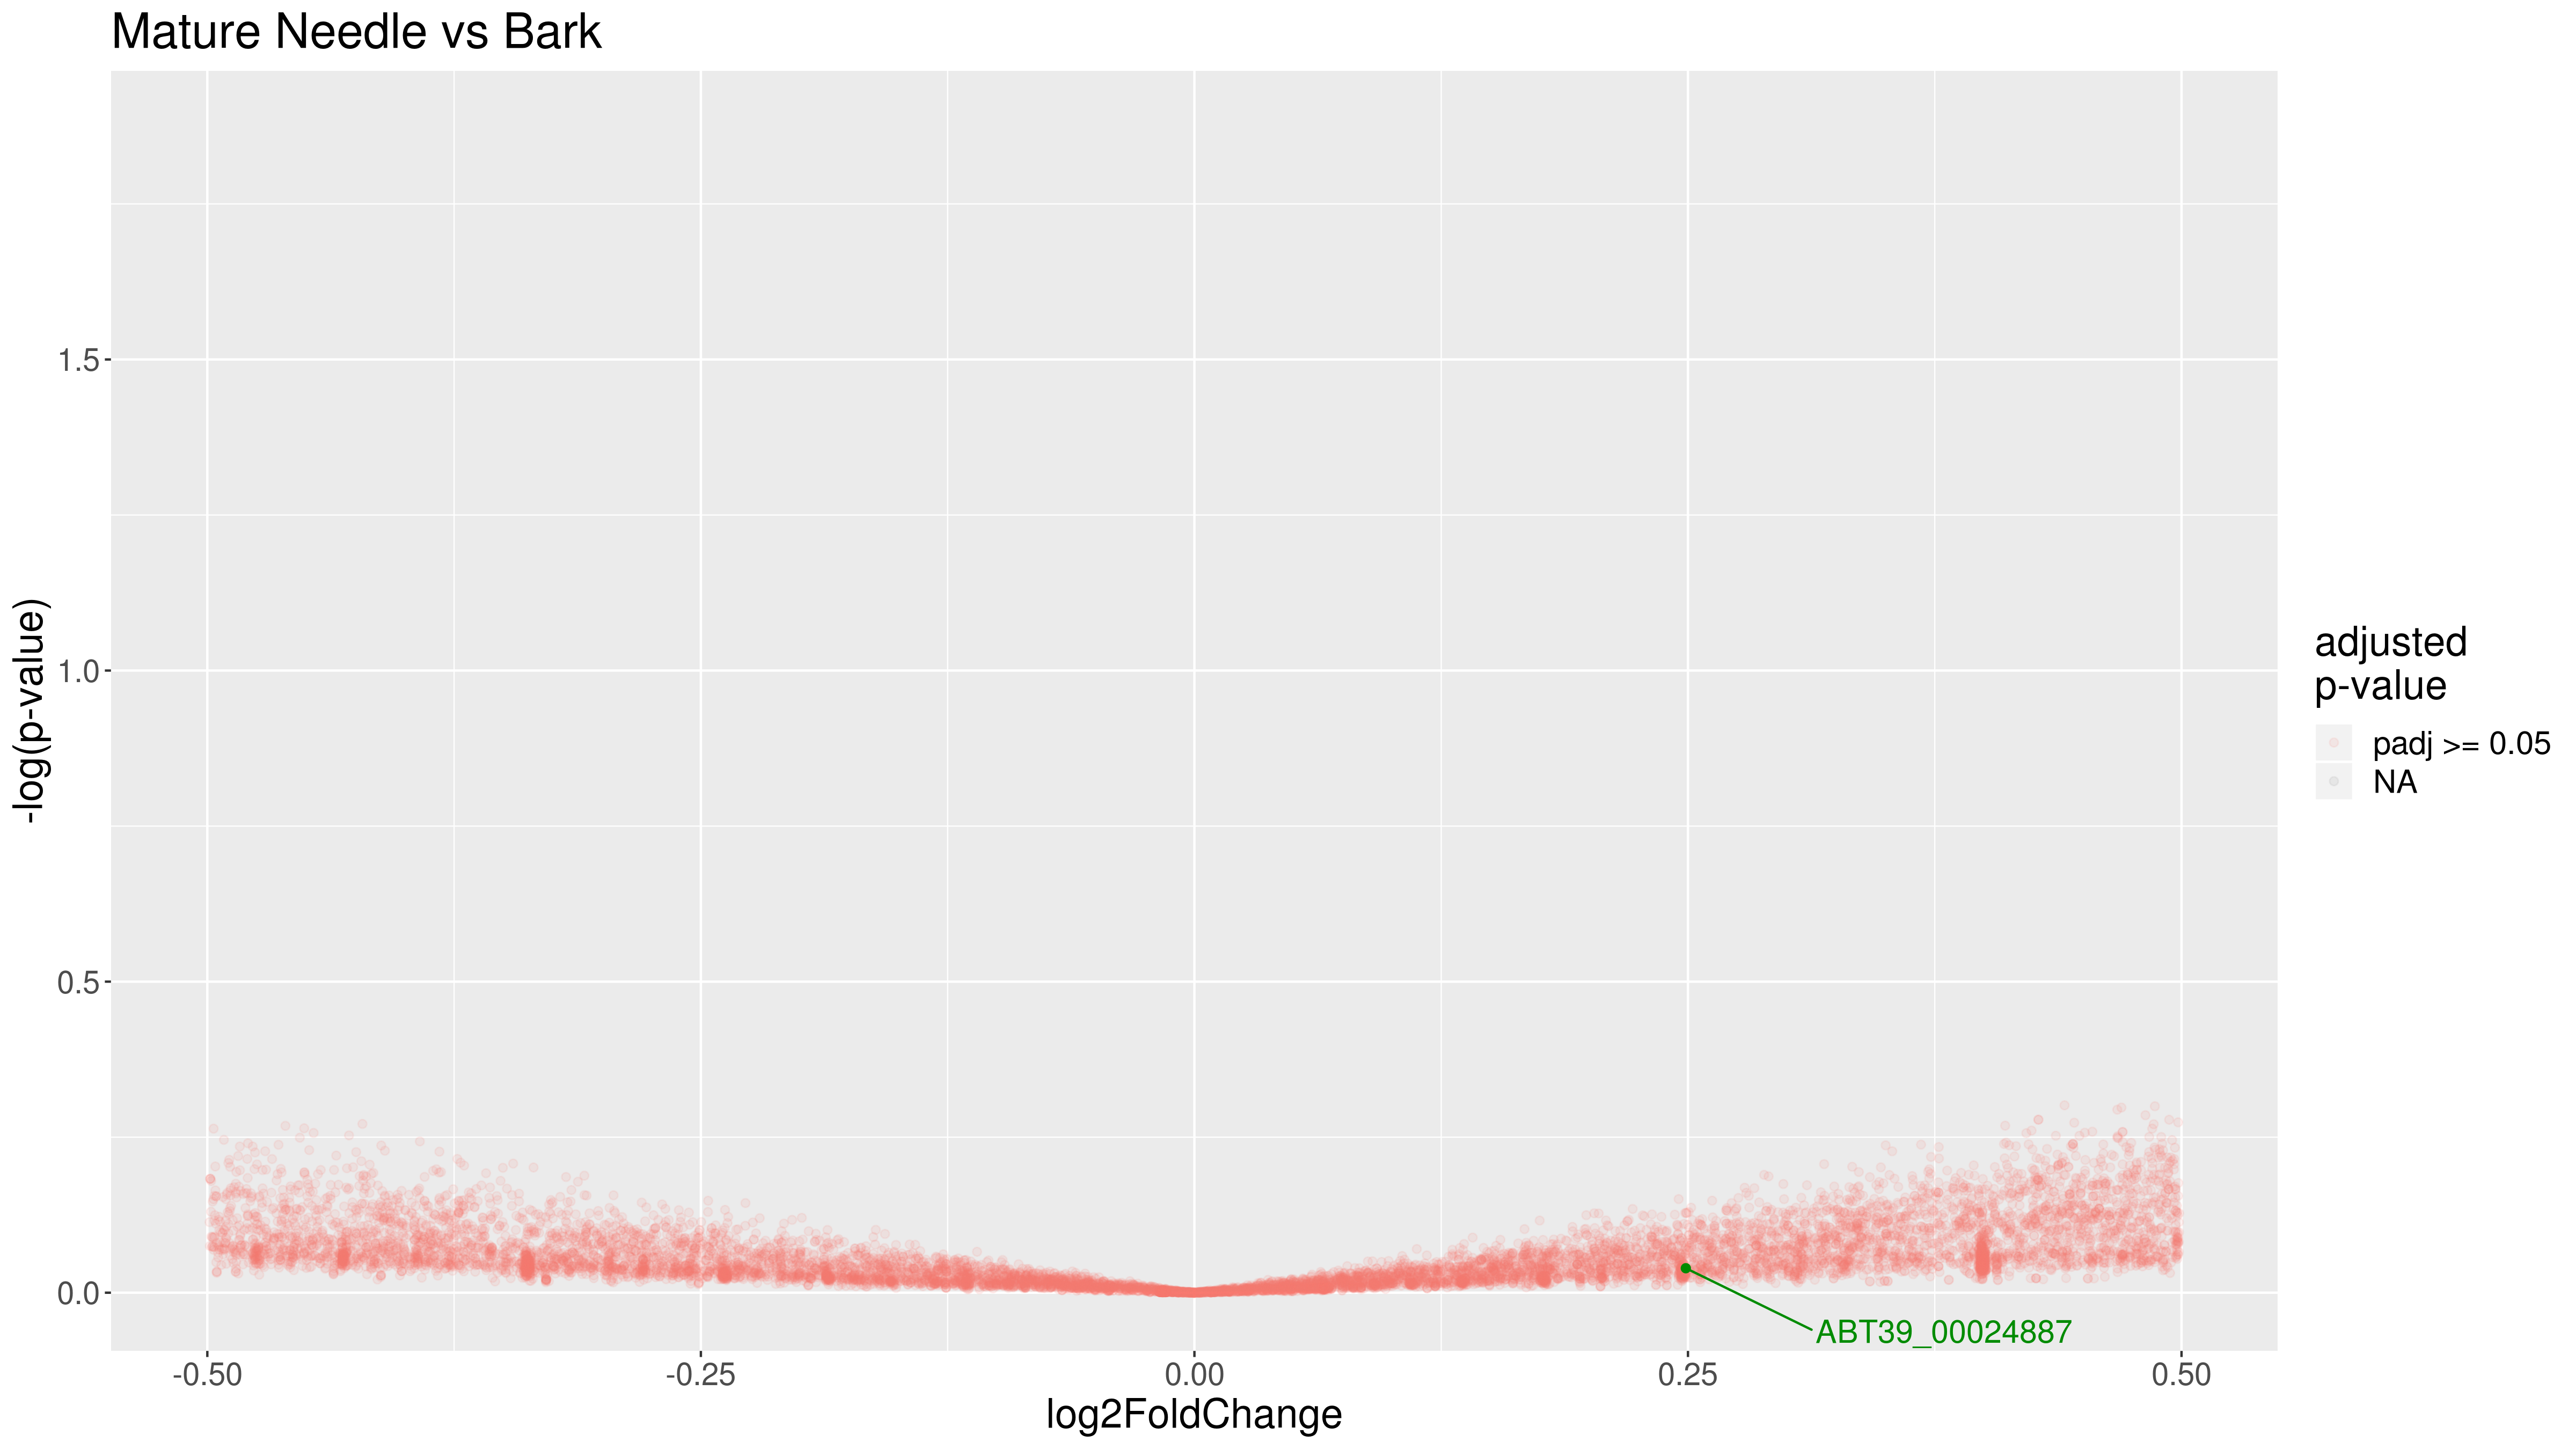 Mature Needle vs Bark
-log(p-value)
1.5
1.0
0.5
0.0
ABT39_00024887
-0.50
-0.25
0.00
0.25
0.50
log2FoldChange
adjusted
p-value
padj >= 0.05
NA